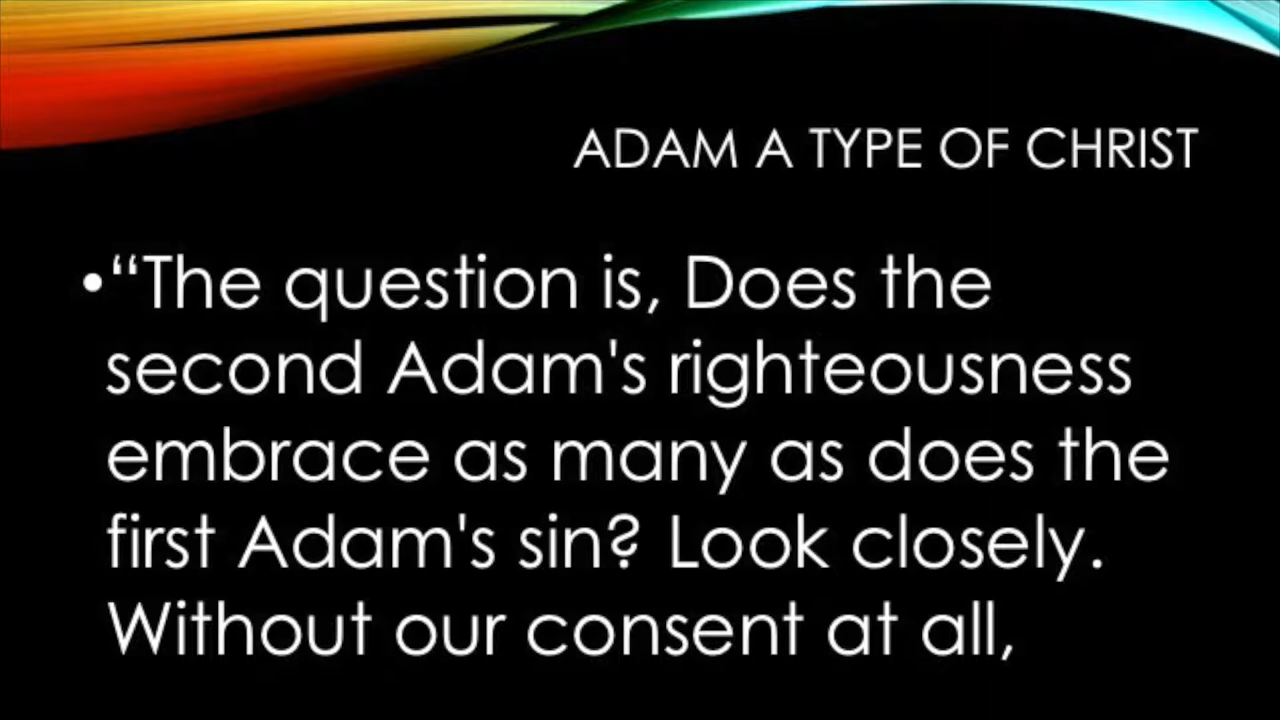 ADAM A TYPE OF CHRIST
•“The question is, Does the
second Adam's righteousness
embrace as many as does the
first Adam's sin? Look closely.
Without our consent at all,